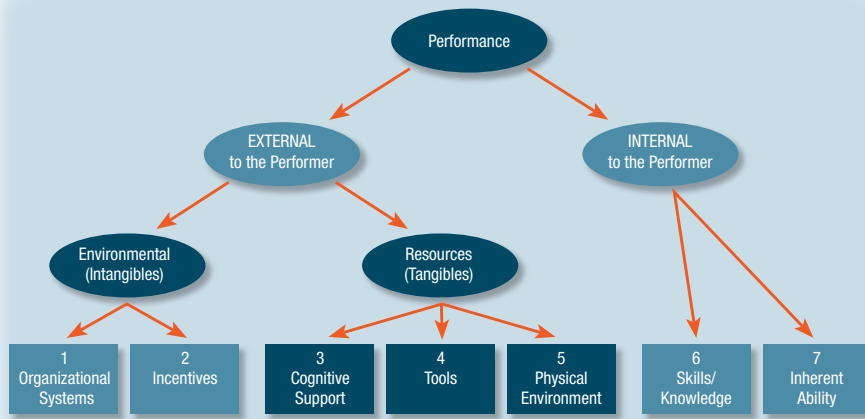 Performance
EXTERNAL
to the Performer
INTERNAL
to the Performer
Environmental
(Intangibles)
Resources
(Tangibles)
1
Organizational
Systems
2
Incentives
3
Cognitive
Support
4
Tools
5
Physical
Environment
6
Skills/
Knowledge
7
Inherent
Ability